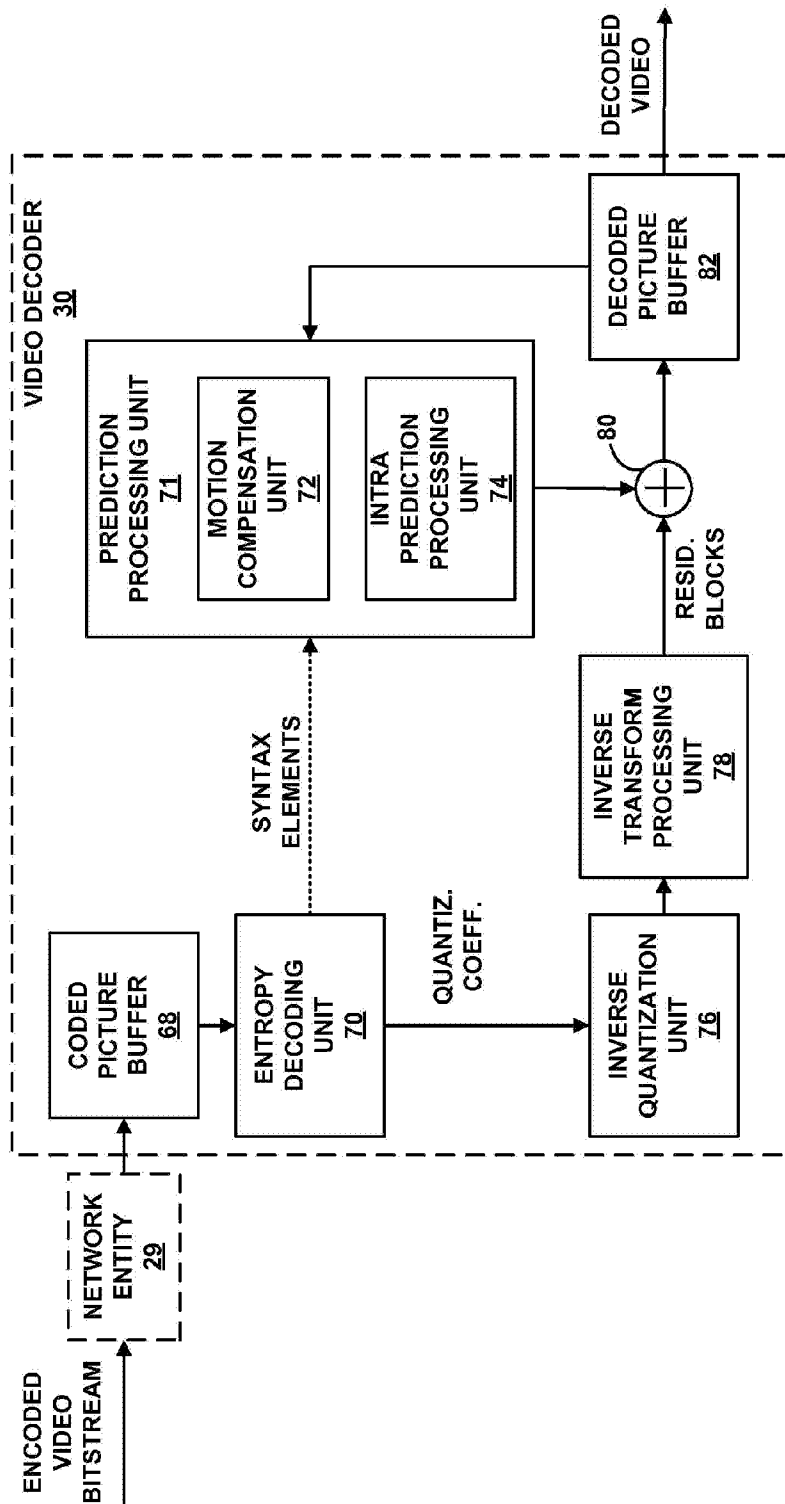 ENCODED
VIDEO
BITSTREAM
NETWORK
ENTITY
29
VIDEO DECODER
30
CODED
PICTURE
BUFFER
68
ENTROPY
DECODING
UNIT
70
SYNTAX
ELEMENTS
PREDICTION
PROCESSING UNIT
71
MOTION
COMPENSATION
UNIT
72
INTRA
PREDICTION
PROCESSING
UNIT
74
QUANTIZ.
COEFF.
INVERSE
QUANTIZATION
UNIT
76
INVERSE
TRANSFORM
PROCESSING
UNIT
78
RESID.
BLOCKS
80
DECODED
PICTURE
BUFFER
82
DECODED
VIDEO